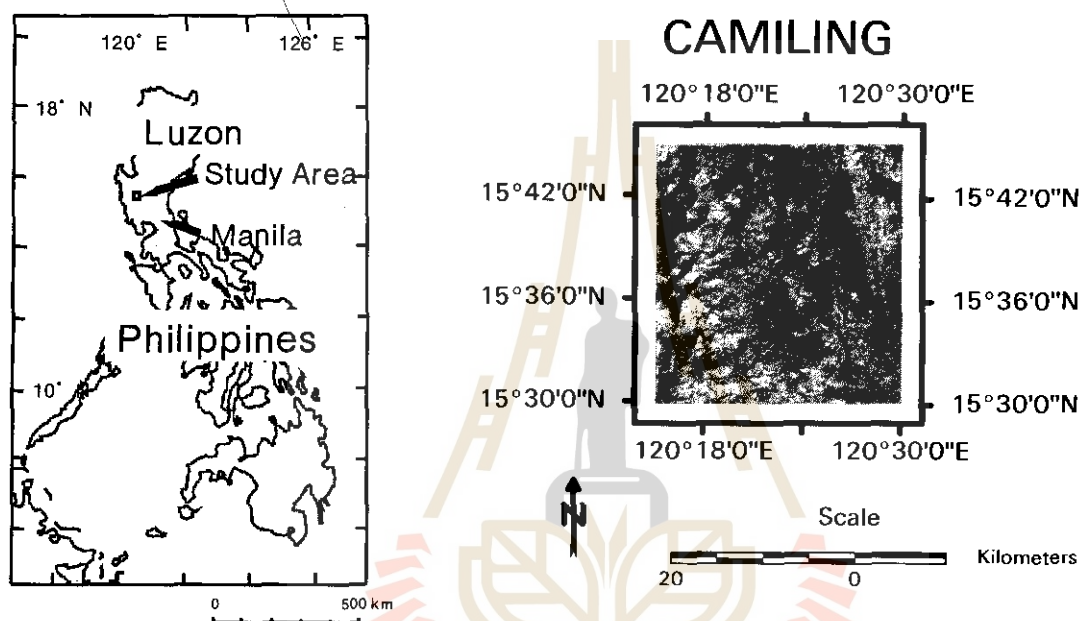 120° E 126° E
18° N
Luzon
Study Area
Manila
Philippines
10°
0 500 km
CAMILING
120°18'0"E 120°30'0"E
15°42'0"N 15°42'0"N
15°36'0"N 15°36'0"N
15°30'0"N 15°30'0"N
120°18'0"E 120°30'0"E
N
Scale
Kilometers
20 0